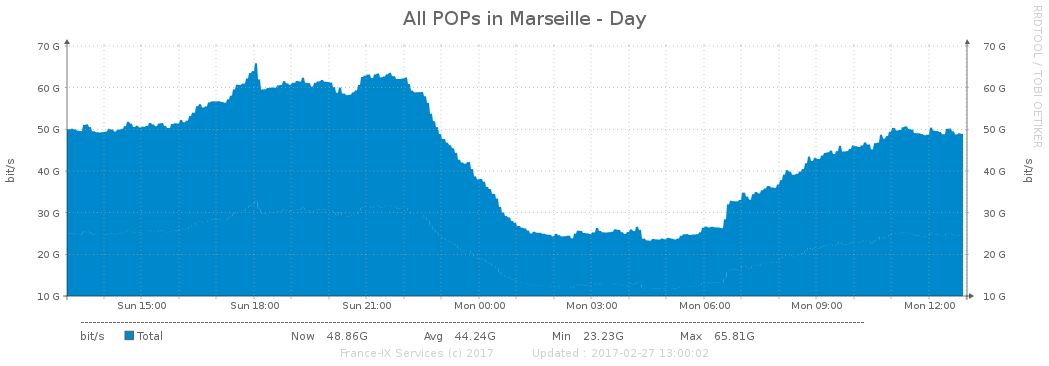 All POPs in Marseille - Day
RRDTOOL / TOBI OETIKER
70 G 70 G
60 G 60 G
50 G 50 G
40 G 40 G
30 G 30 G
20 G 20 G
10 G 10 G
bit/s bit/s
Sun 15:00 Sun 18:00 Sun 21:00 Mon 00:00 Mon 03:00 Mon 06:00 Mon 09:00 Mon 12:00
bit/s Total Now 48.86G Avg 44.24G Min 23.23G Max 65.81G
France-IX Services (c) 2017 Updated : 2017-02-27 13:00:02